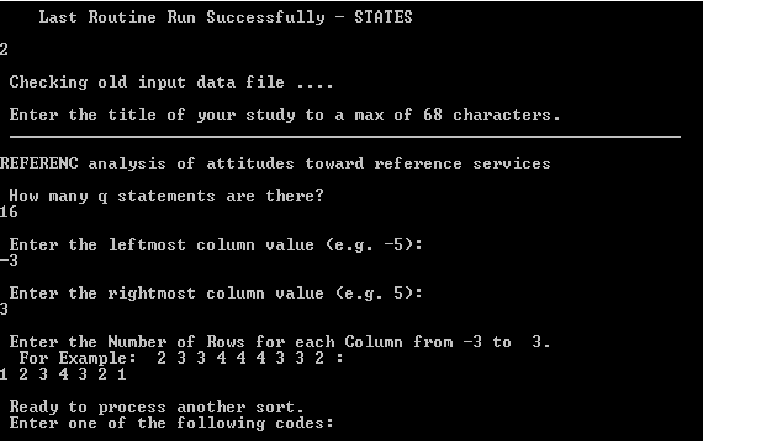 Last Routine Run Successfully - STATES
2
Checking old input data file ....
Enter the title of your study to a max of 68 characters.
REFERENC analysis of attitudes toward reference services
How many q statements are there?
16
Enter the leftmost column value (e.g. -5):
-3
Enter the rightmost column value (e.g. 5):
3
Enter the Number of Rows for each Column from -3 to  3.
For Example:  2 3 3 4 4 4 3 3 2 :
1 2 3 4 3 2 1
Ready to process another sort.
Enter one of the following codes: